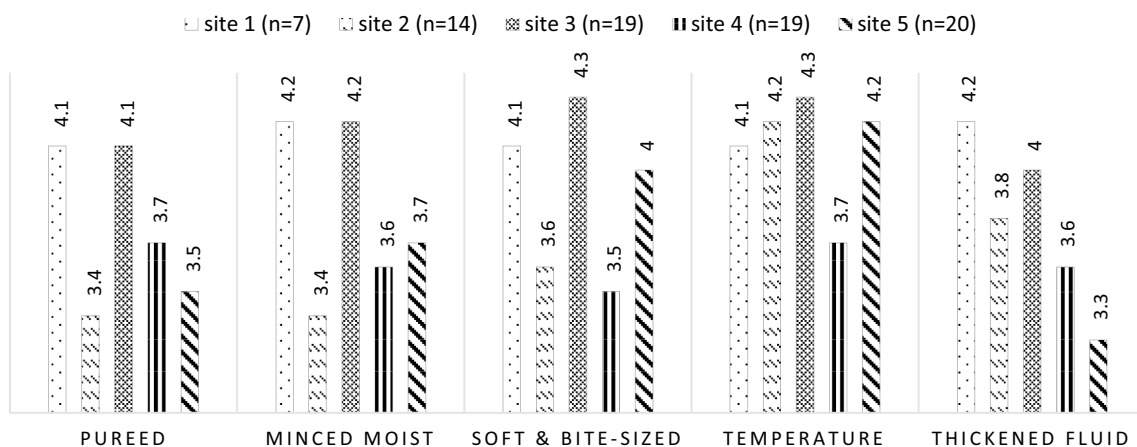 site 1 (n=7) site 2 (n=14) site 3 (n=19) site 4 (n=19) site 5 (n=20)
4.1 3.4 4.1 3.7 3.5
4.2 3.4 4.2 3.6 3.7
4.1 3.6 4.3 3.5 4
4.1 4.2 4.3 3.7 4.2
4.2 3.8 4 3.6 3.3
PUREED MINCED MOIST SOFT & BITE-SIZED TEMPERATURE THICKENED FLUID